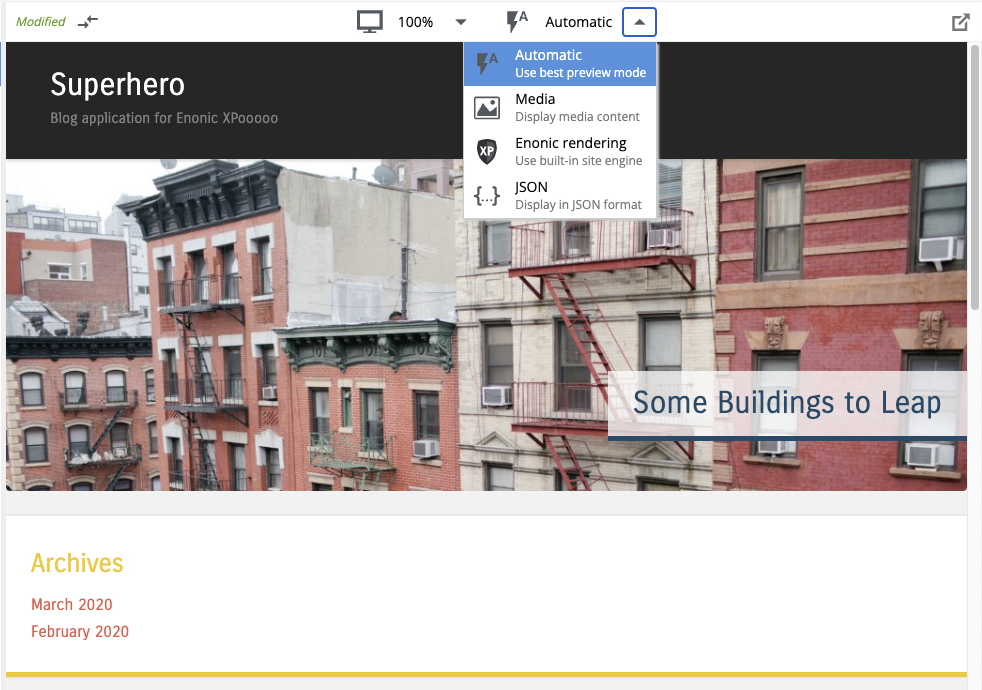 Modified
100%
A Automatic
Superhero
Blog application for Enonic XPooooo
A Automatic
Use best preview mode
Media
Display media content
XP Enonic rendering
Use built-in site engine
{...} JSON
Display in JSON format
Some Buildings to Leap
Archives
March 2020
February 2020